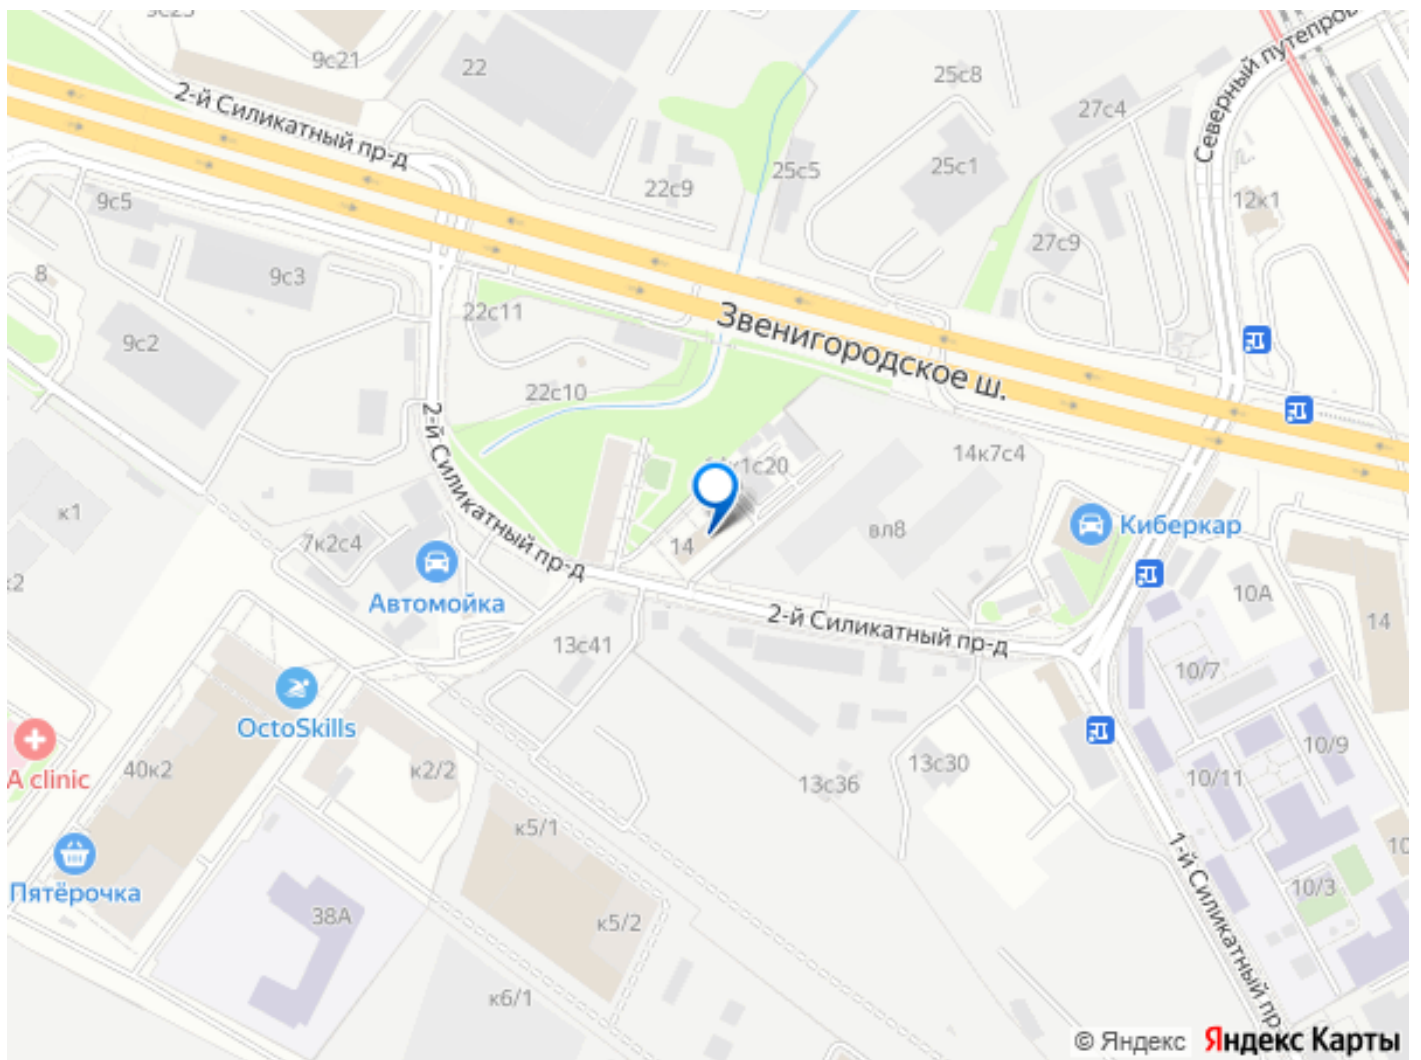 9с21
22
25с8
27с4
Северный путепров
2-й Силикатный пр-д
22с9
25с5
25с1
12к1
9с5
27с9
8
9с3
22с11
Звенигородское ш.
9с2
22с10
2-й Силикатный пр-д
14к7с4
к1
7к2с4
14
вл8
Киберкар
Автомойка
10А
2-й Силикатный пр-д
14
13с41
10/7
OctoSkills
A clinic
40к2
к2/2
13с36
13с30
10/11
10/9
к5/1
1-й Силикатный пр
Пятёрочка
10/3
38А
к5/2
к6/1
© Яндекс
Яндекс Карты